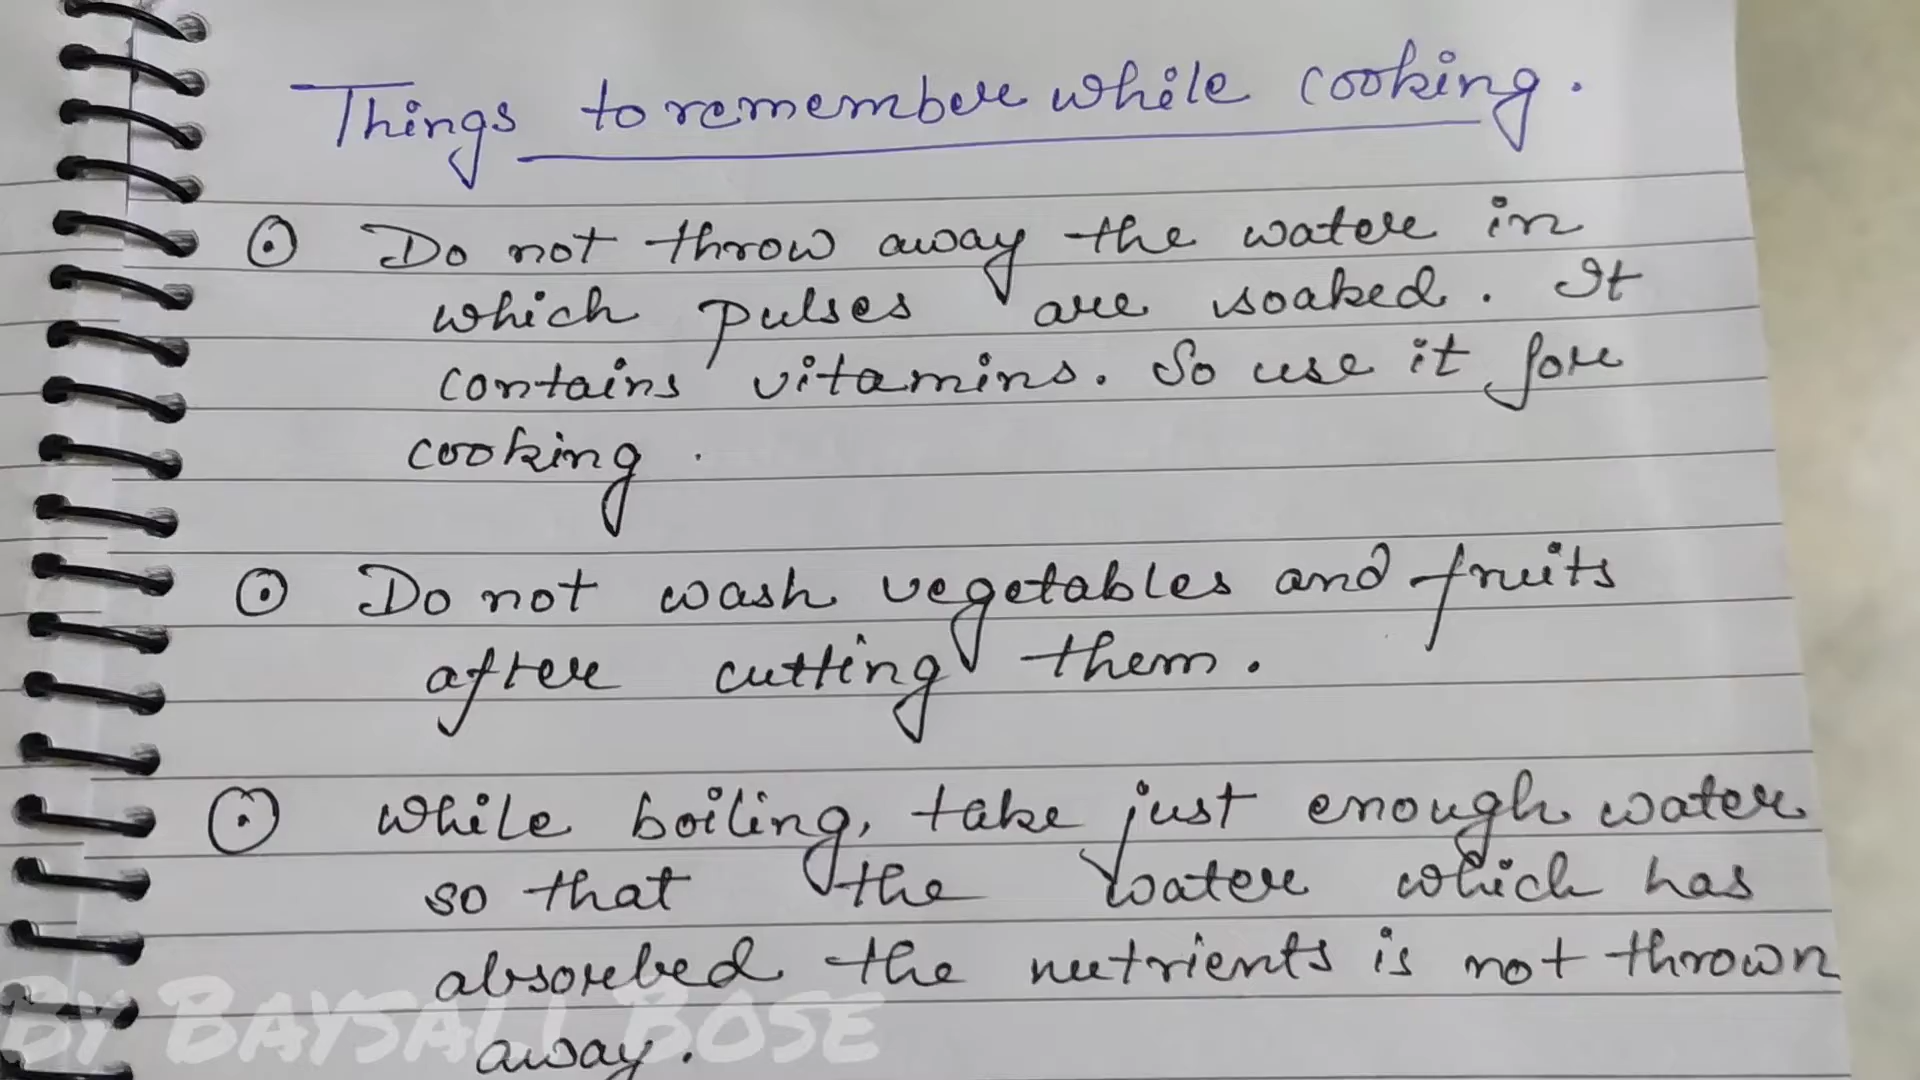 Things to remember while cooking.
⊙ Do not throw away the water in
which pulses are soaked. It
contains vitamins. So use it for
cooking.
⊙ Do not wash vegetables and fruits
after cutting them.
⊙ While boiling, take just enough water
so that the water which has
absorbed the nutrients is not thrown
away.
By Baysali Bose